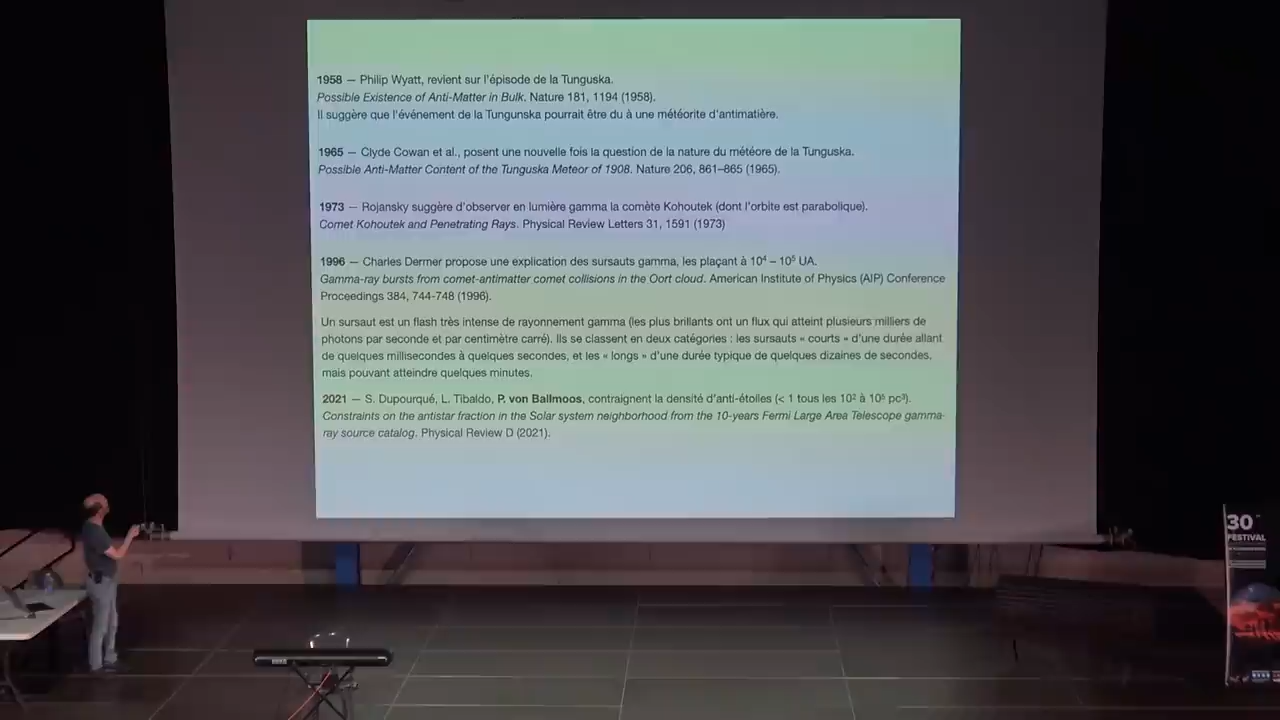 1958 — Philip Wyatt, revient sur l'épisode de la Tunguska.
Possible Existence of Anti-Matter in Bulk. Nature 181, 1194 (1958).
Il suggère que l'événement de la Tungunska pourrait être du à une météorite d'antimatière.
1965 — Clyde Cowan et al., posent une nouvelle fois la question de la nature du météore de la Tunguska.
Possible Anti-Matter Content of the Tunguska Meteor of 1908. Nature 206, 861–865 (1965).
1973 — Rojansky suggère d'observer en lumière gamma la comète Kohoutek (dont l'orbite est parabolique).
Comet Kohoutek and Penetrating Rays. Physical Review Letters 31, 1591 (1973)
1996 — Charles Dermer propose une explication des sursauts gamma, les plaçant à 10⁴ – 10⁵ UA.
Gamma-ray bursts from comet-antimatter comet collisions in the Oort cloud. American Institute of Physics (AIP) Conference
Proceedings 384, 744-748 (1996).
Un sursaut est un flash très intense de rayonnement gamma (les plus brillants ont un flux qui atteint plusieurs milliers de
photons par seconde et par centimètre carré). Ils se classent en deux catégories : les sursauts « courts » d'une durée allant
de quelques millisecondes à quelques secondes, et les « longs » d'une durée typique de quelques dizaines de secondes,
mais pouvant atteindre quelques minutes.
2021 — S. Dupourqué, L. Tibaldo, P. von Ballmoos, contraignent la densité d'anti-étoiles (< 1 tous les 10² à 10⁵ pc³).
Constraints on the antistar fraction in the Solar system neighborhood from the 10-years Fermi Large Area Telescope gamma-
ray source catalog. Physical Review D (2021).
30
FESTIVAL